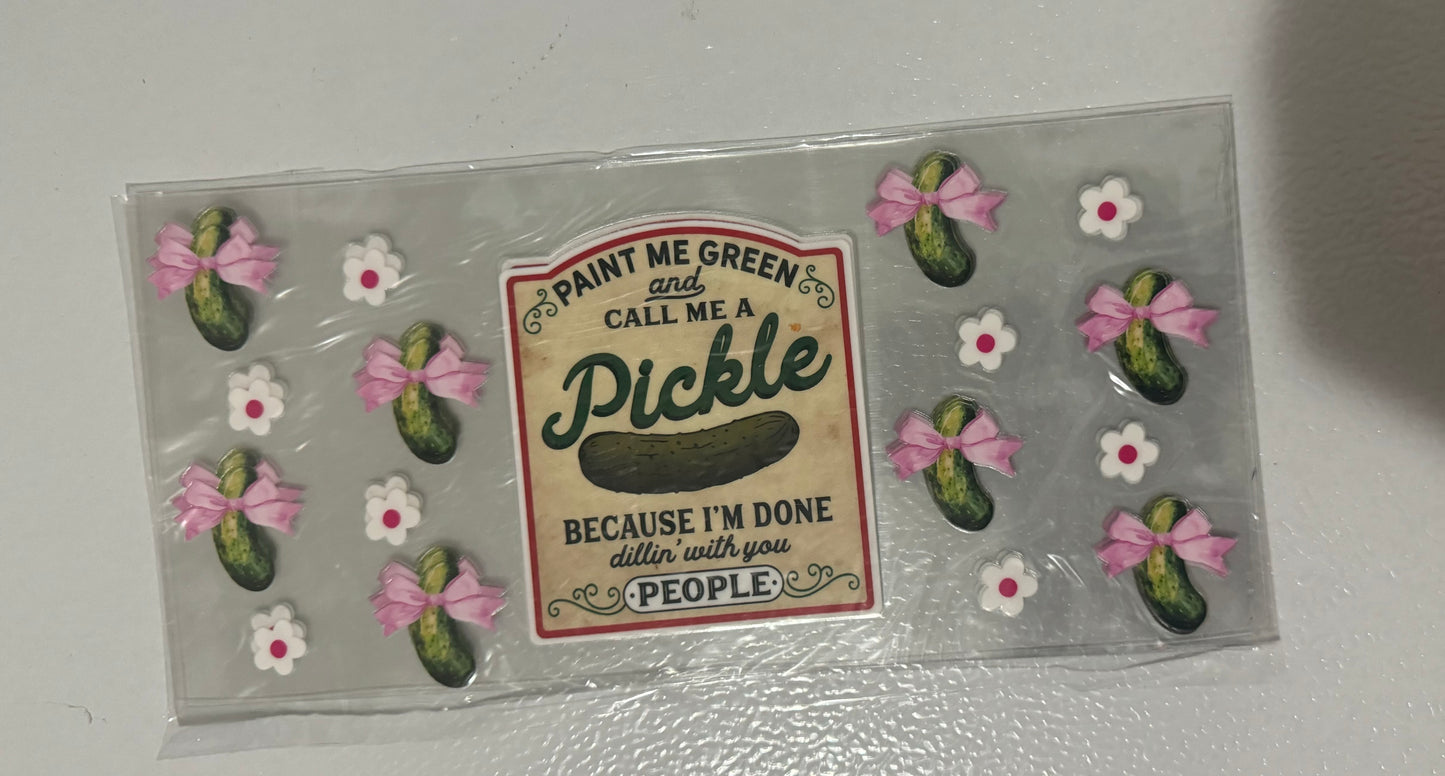 PAINT ME GREEN
and
CALL ME A
Pickle
BECAUSE I'M DONE
dillin' with you
·PEOPLE·